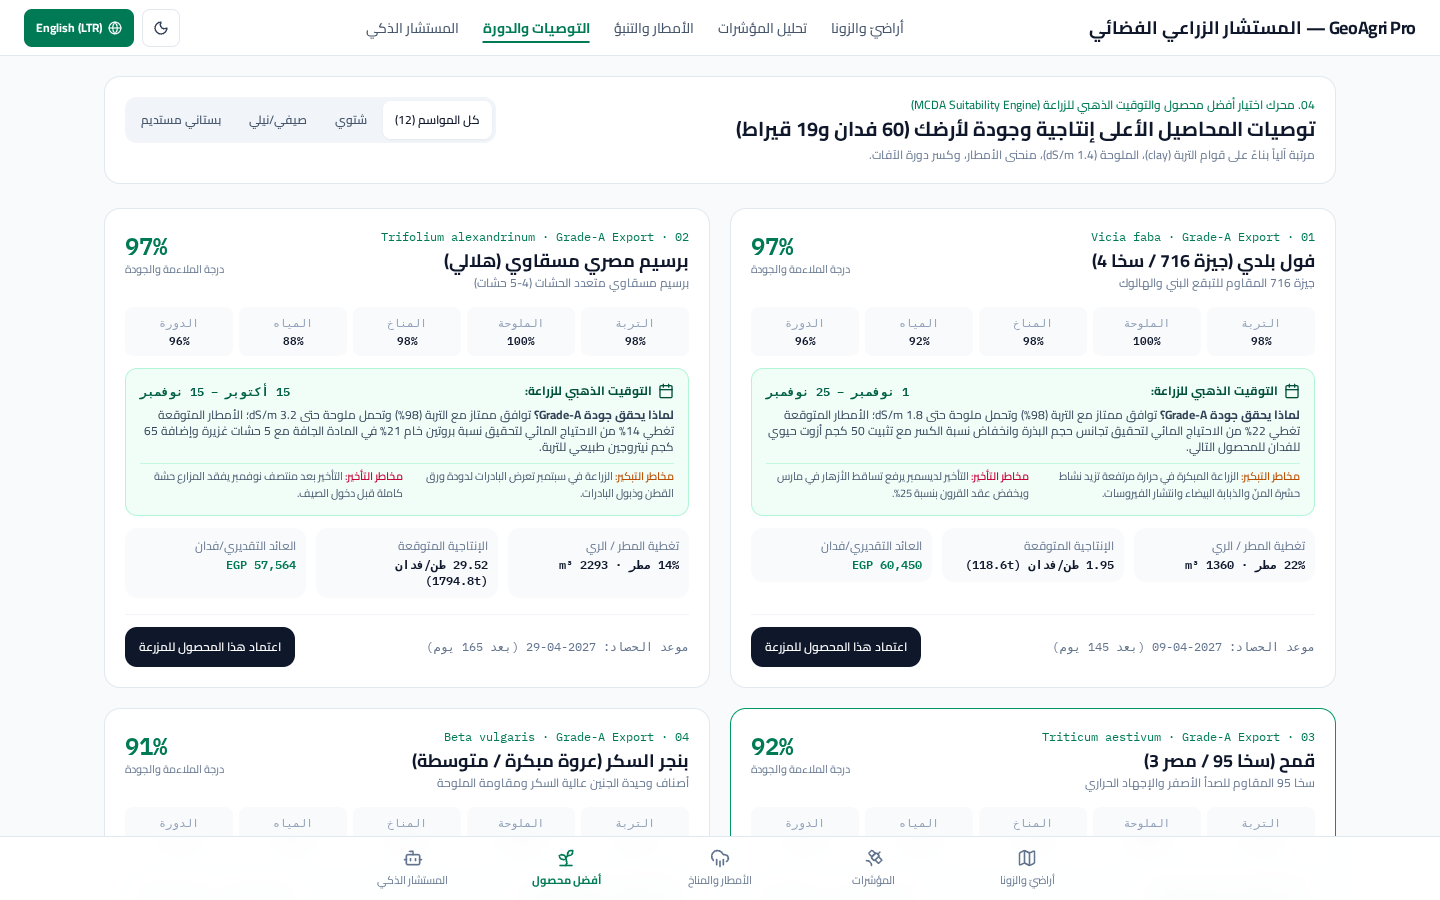 GeoAgri Pro — المستشار الزراعي الفضائي
أراضيّ والزونا
تحليل المؤشرات
الأمطار والتنبؤ
التوصيات والدورة
المستشار الذكي
English (LTR)
04. محرك اختيار أفضل محصول والتوقيت الذهبي للزراعة (MCDA Suitability Engine)
توصيات المحاصيل الأعلى إنتاجية وجودة لأرضك (60 فدان و19 قيراط)
مرتبة آلياً بناءً على قوام التربة (clay)، الملوحة (1.4 dS/m)، منحنى الأمطار، وكسر دورة الآفات.
كل المواسم (12)
شتوي
صيفي/نيلي
بستاني مستديم
01 · Vicia faba · Grade-A Export
فول بلدي (جيزة 716 / سخا 4)
جيزة 716 المقاوم للتبقع البني والهالوك
97%
درجة الملاءمة والجودة
التربة
98%
الملوحة
100%
المناخ
98%
المياه
92%
الدورة
96%
التوقيت الذهبي للزراعة:
1 نوفمبر – 25 نوفمبر
لماذا يحقق جودة Grade-A؟ توافق ممتاز مع التربة (98%) وتحمل ملوحة حتى 1.8 dS/m؛ الأمطار المتوقعة
تغطي 22% من الاحتياج المائي لتحقيق تجانس حجم البذرة وانخفاض نسبة الكسر مع تثبيت 50 كجم أزوت حيوي
للفدان للمحصول التالي.
مخاطر التبكير: الزراعة المبكرة في حرارة مرتفعة تزيد نشاط
حشرة المنّ والذبابة البيضاء وانتشار الفيروسات.
مخاطر التأخير: التأخير لديسمبر يرفع تساقط الأزهار في مارس
ويخفض عقد القرون بنسبة 25%.
تغطية المطر / الري
22% مطر · 1360 m³
الإنتاجية المتوقعة
1.95 طن/فدان (118.6t)
العائد التقديري/فدان
60,450 EGP
موعد الحصاد: 2027-04-09 (بعد 145 يوم)
اعتماد هذا المحصول للمزرعة
02 · Trifolium alexandrinum · Grade-A Export
برسيم مصري مسقاوي (هلالي)
برسيم مسقاوي متعدد الحشات (4-5 حشات)
97%
درجة الملاءمة والجودة
التربة
98%
الملوحة
100%
المناخ
98%
المياه
88%
الدورة
96%
التوقيت الذهبي للزراعة:
15 أكتوبر – 15 نوفمبر
لماذا يحقق جودة Grade-A؟ توافق ممتاز مع التربة (98%) وتحمل ملوحة حتى 3.2 dS/m؛ الأمطار المتوقعة
تغطي 14% من الاحتياج المائي لتحقيق نسبة بروتين خام 21% في المادة الجافة مع 5 حشات غزيرة وإضافة 65
كجم نيتروجين طبيعي للتربة.
مخاطر التبكير: الزراعة في سبتمبر تعرض البادرات لدودة ورق
القطن وذبول البادرات.
مخاطر التأخير: التأخير بعد منتصف نوفمبر يفقد المزارع حشة
كاملة قبل دخول الصيف.
تغطية المطر / الري
14% مطر · 2293 m³
الإنتاجية المتوقعة
29.52 طن/فدان
(1794.8t)
العائد التقديري/فدان
57,564 EGP
موعد الحصاد: 2027-04-29 (بعد 165 يوم)
اعتماد هذا المحصول للمزرعة
03 · Triticum aestivum · Grade-A Export
قمح (سخا 95 / مصر 3)
سخا 95 المقاوم للصدأ الأصفر والإجهاد الحراري
92%
درجة الملاءمة والجودة
التربة
الملوحة
المناخ
المياه
الدورة
04 · Beta vulgaris · Grade-A Export
بنجر السكر (عروة مبكرة / متوسطة)
أصناف وحيدة الجنين عالية السكر ومقاومة الملوحة
91%
درجة الملاءمة والجودة
التربة
الملوحة
المناخ
المياه
الدورة
أراضيّ والزونا
المؤشرات
الأمطار والمناخ
أفضل محصول
المستشار الذكي